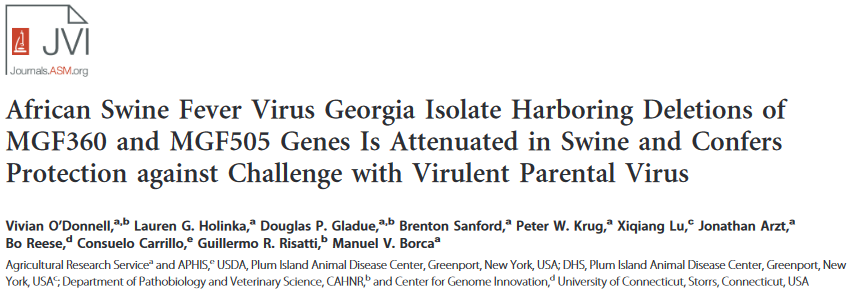 JVI
Journals.ASM.org
African Swine Fever Virus Georgia Isolate Harboring Deletions of
MGF360 and MGF505 Genes Is Attenuated in Swine and Confers
Protection against Challenge with Virulent Parental Virus
Vivian O'Donnell,a,b Lauren G. Holinka,a Douglas P. Gladue,a,b Brenton Sanford,a Peter W. Krug,a Xiqiang Lu,c Jonathan Arzt,a
Bo Reese,d Consuelo Carrillo,e Guillermo R. Risatti,b Manuel V. Borcaa
Agricultural Research Servicea and APHIS,e USDA, Plum Island Animal Disease Center, Greenport, New York, USA; DHS, Plum Island Animal Disease Center, Greenport, New
York, USAc; Department of Pathobiology and Veterinary Science, CAHNR,b and Center for Genome Innovation,d University of Connecticut, Storrs, Connecticut, USA